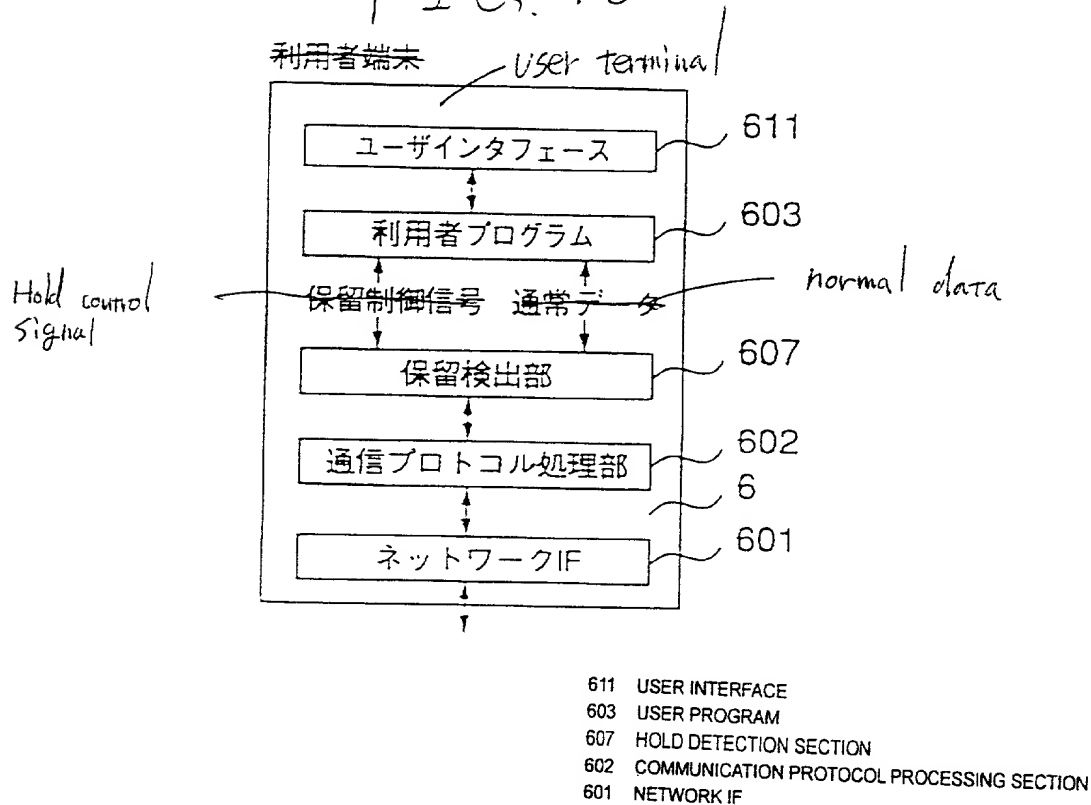 利用者端末
user terminal
ユーザインタフェース 611
利用者プログラム 603
Hold control
signal
保留制御信号 通常データ
normal data
保留検出部 607
通信プロトコル処理部 602
6
ネットワークIF 601
611 USER INTERFACE
603 USER PROGRAM
607 HOLD DETECTION SECTION
602 COMMUNICATION PROTOCOL PROCESSING SECTION
601 NETWORK IF